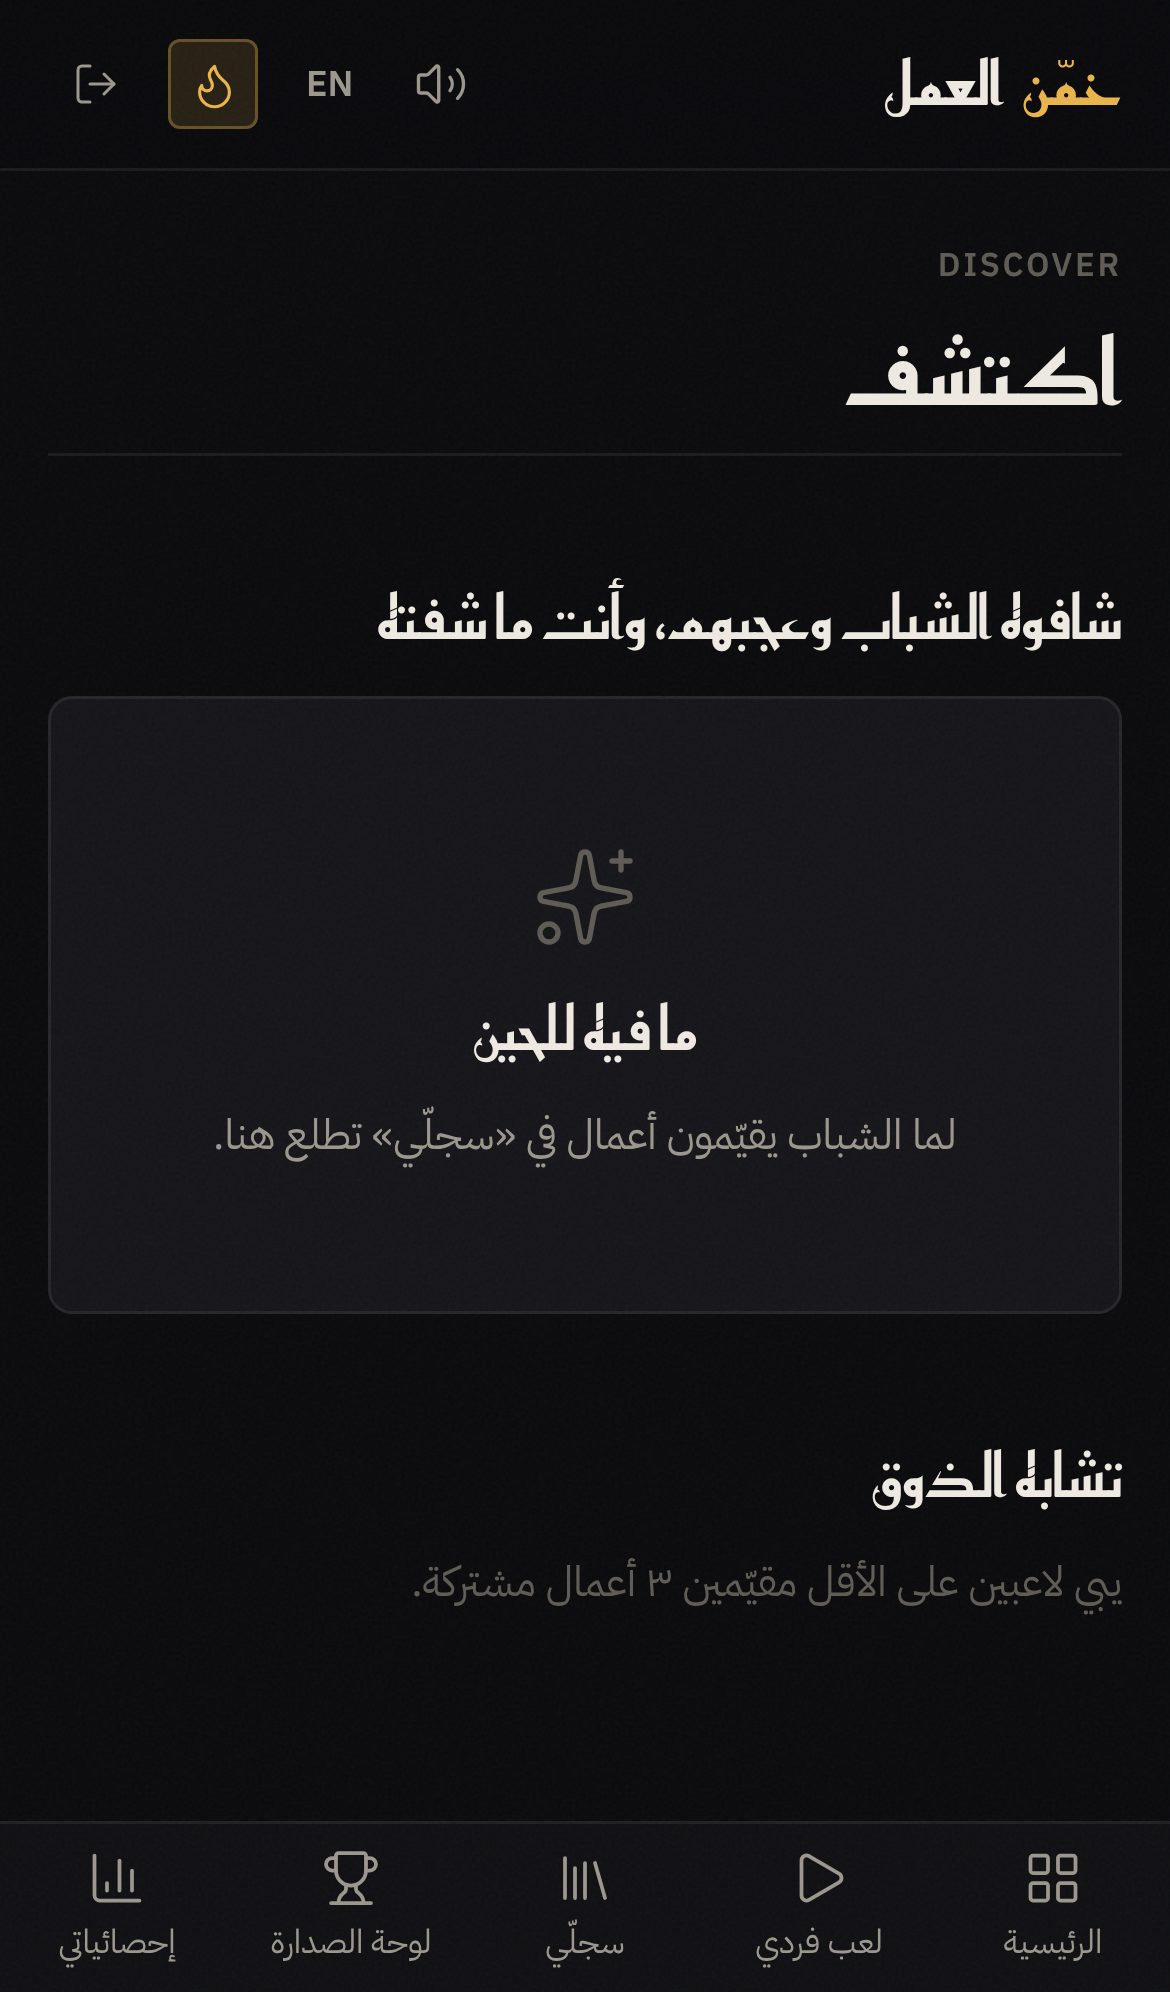 خمّن العمل
EN
DISCOVER
اكتشف
شافوه الشباب وعجبهم، وأنت ما شفته
ما فيه للحين
لما الشباب يقيّمون أعمال في «سجلّي» تطلع هنا.
تشابه الذوق
يبي لاعبين على الأقل مقيّمين ٣ أعمال مشتركة.
الرئيسية
لعب فردي
سجلّي
لوحة الصدارة
إحصائياتي